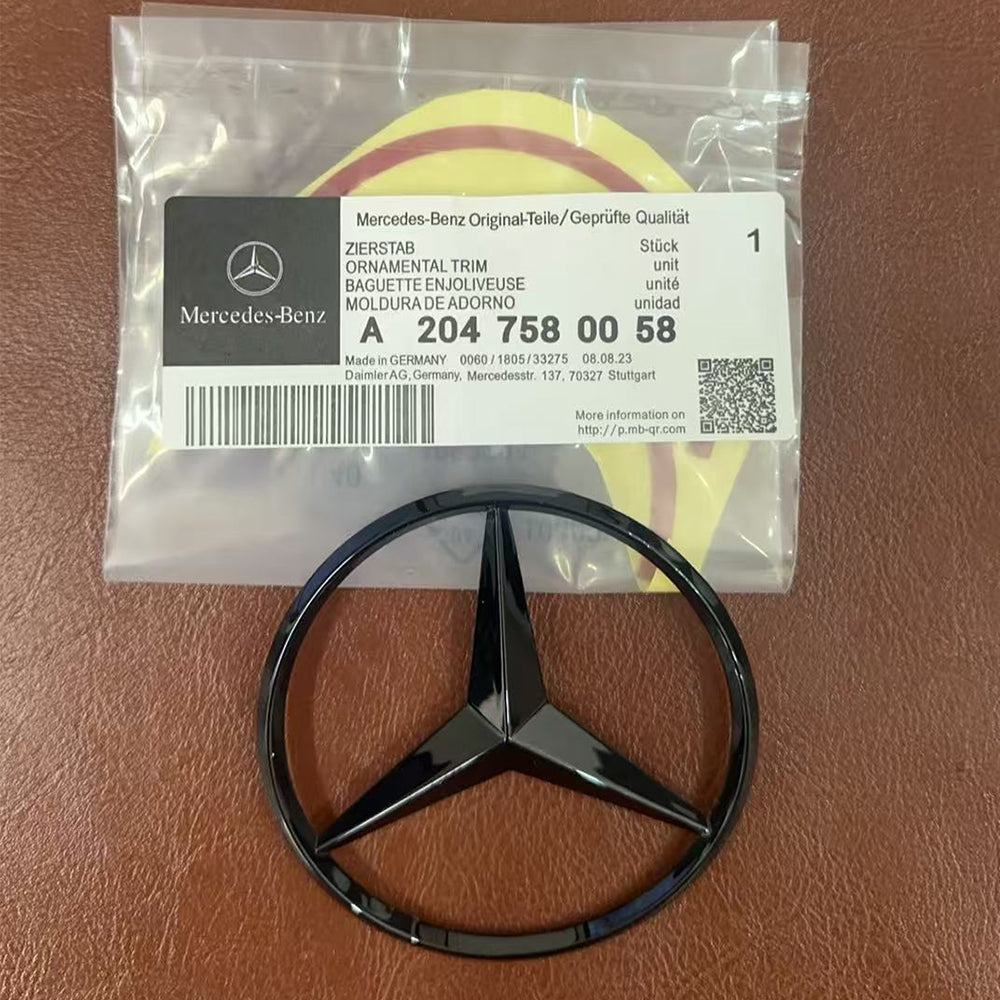 Mercedes-Benz Original-Teile/Geprüfte Qualität
ZIERSTAB Stück 1
ORNAMENTAL TRIM unit
BAGUETTE ENJOLIVEUSE unité
MOLDURA DE ADORNO unidad
Mercedes-Benz
A 204 758 00 58
Made in GERMANY 0060 / 1805 / 33275 08.08.23
Daimler AG, Germany, Mercedesstr. 137, 70327 Stuttgart
More information on
http://p.mb-qr.com